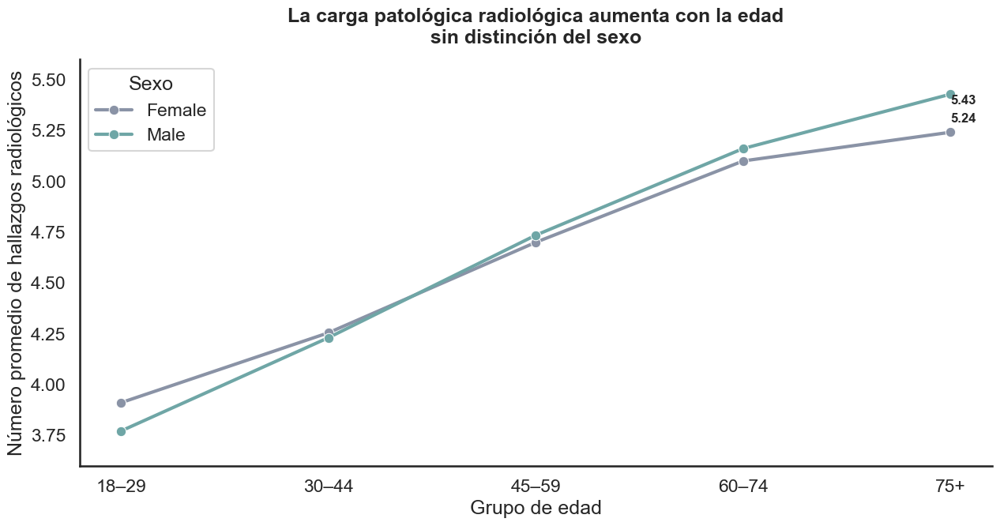 La carga patológica radiológica aumenta con la edad
sin distinción del sexo
Número promedio de hallazgos radiológicos
5.50
5.25
5.00
4.75
4.50
4.25
4.00
3.75
Sexo
Female
Male
5.43
5.24
18–29
30–44
45–59
60–74
75+
Grupo de edad